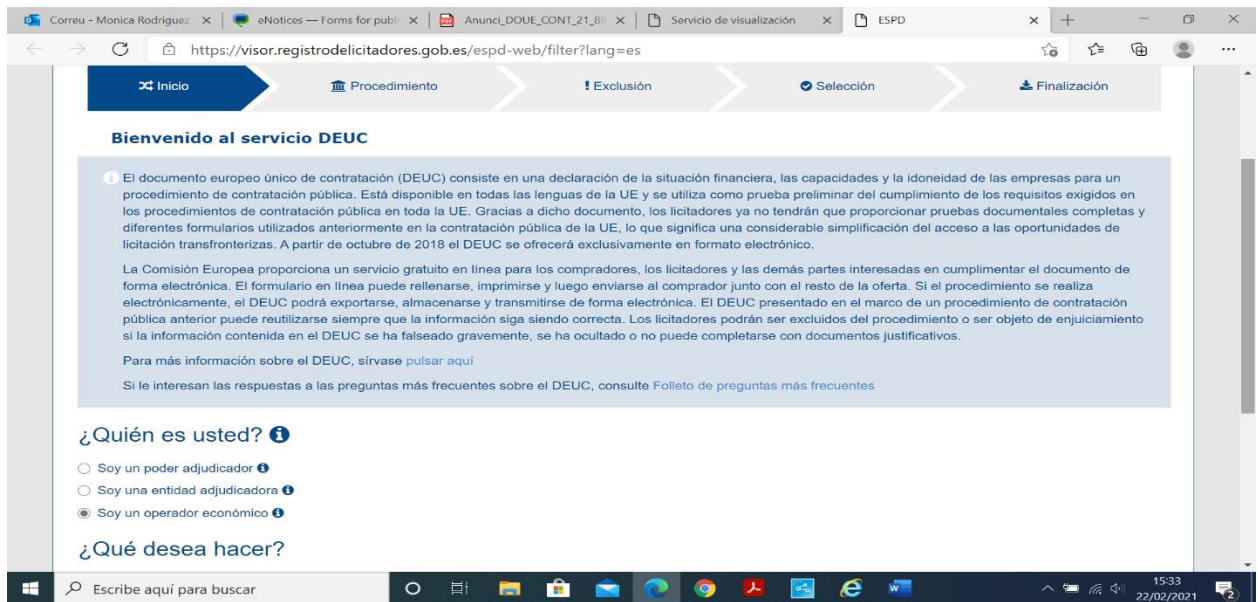 Correu - Monica Rodriguez
eNotices — Forms for publi
Anunci_DOUE_CONT_21_89
Servicio de visualización
ESPD
https://visor.registrodelicitadores.gob.es/espd-web/filter?lang=es
Inicio
Procedimiento
Exclusión
Selección
Finalización
Bienvenido al servicio DEUC
El documento europeo único de contratación (DEUC) consiste en una declaración de la situación financiera, las capacidades y la idoneidad de las empresas para un
procedimiento de contratación pública. Está disponible en todas las lenguas de la UE y se utiliza como prueba preliminar del cumplimiento de los requisitos exigidos en
los procedimientos de contratación pública en toda la UE. Gracias a dicho documento, los licitadores ya no tendrán que proporcionar pruebas documentales completas y
diferentes formularios utilizados anteriormente en la contratación pública de la UE, lo que significa una considerable simplificación del acceso a las oportunidades de
licitación transfronterizas. A partir de octubre de 2018 el DEUC se ofrecerá exclusivamente en formato electrónico.
La Comisión Europea proporciona un servicio gratuito en línea para los compradores, los licitadores y las demás partes interesadas en cumplimentar el documento de
forma electrónica. El formulario en línea puede rellenarse, imprimirse y luego enviarse al comprador junto con el resto de la oferta. Si el procedimiento se realiza
electrónicamente, el DEUC podrá exportarse, almacenarse y transmitirse de forma electrónica. El DEUC presentado en el marco de un procedimiento de contratación
pública anterior puede reutilizarse siempre que la información siga siendo correcta. Los licitadores podrán ser excluidos del procedimiento o ser objeto de enjuiciamiento
si la información contenida en el DEUC se ha falseado gravemente, se ha ocultado o no puede completarse con documentos justificativos.
Para más información sobre el DEUC, sírvase pulsar aquí
Si le interesan las respuestas a las preguntas más frecuentes sobre el DEUC, consulte Folleto de preguntas más frecuentes
¿Quién es usted?
Soy un poder adjudicador
Soy una entidad adjudicadora
Soy un operador económico
¿Qué desea hacer?
Escribe aquí para buscar
15:33
22/02/2021
2